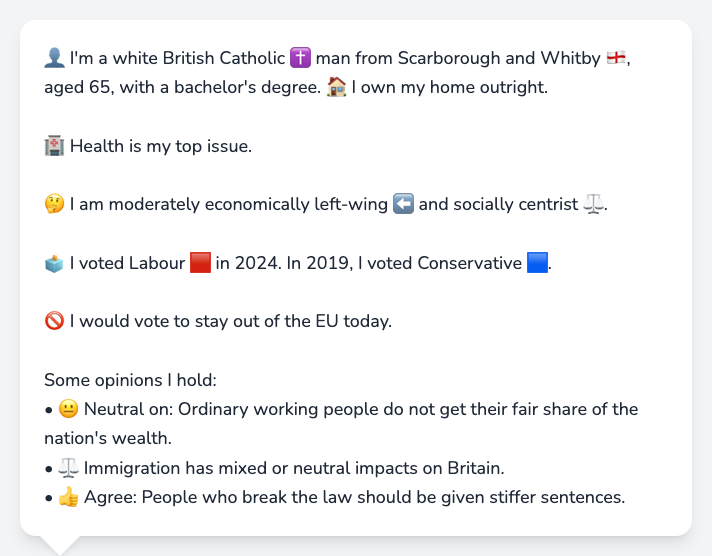 👤 I'm a white British Catholic ✝️ man from Scarborough and Whitby 🏴󠁧󠁢󠁥󠁮󠁧󠁿,
aged 65, with a bachelor's degree. 🏠 I own my home outright.
🏥 Health is my top issue.
🤔 I am moderately economically left-wing ⬅️ and socially centrist ⚖️.
🗳️ I voted Labour 🟥 in 2024. In 2019, I voted Conservative 🟦.
🚫 I would vote to stay out of the EU today.
Some opinions I hold:
• 😐 Neutral on: Ordinary working people do not get their fair share of the
nation's wealth.
• ⚖️ Immigration has mixed or neutral impacts on Britain.
• 👍 Agree: People who break the law should be given stiffer sentences.